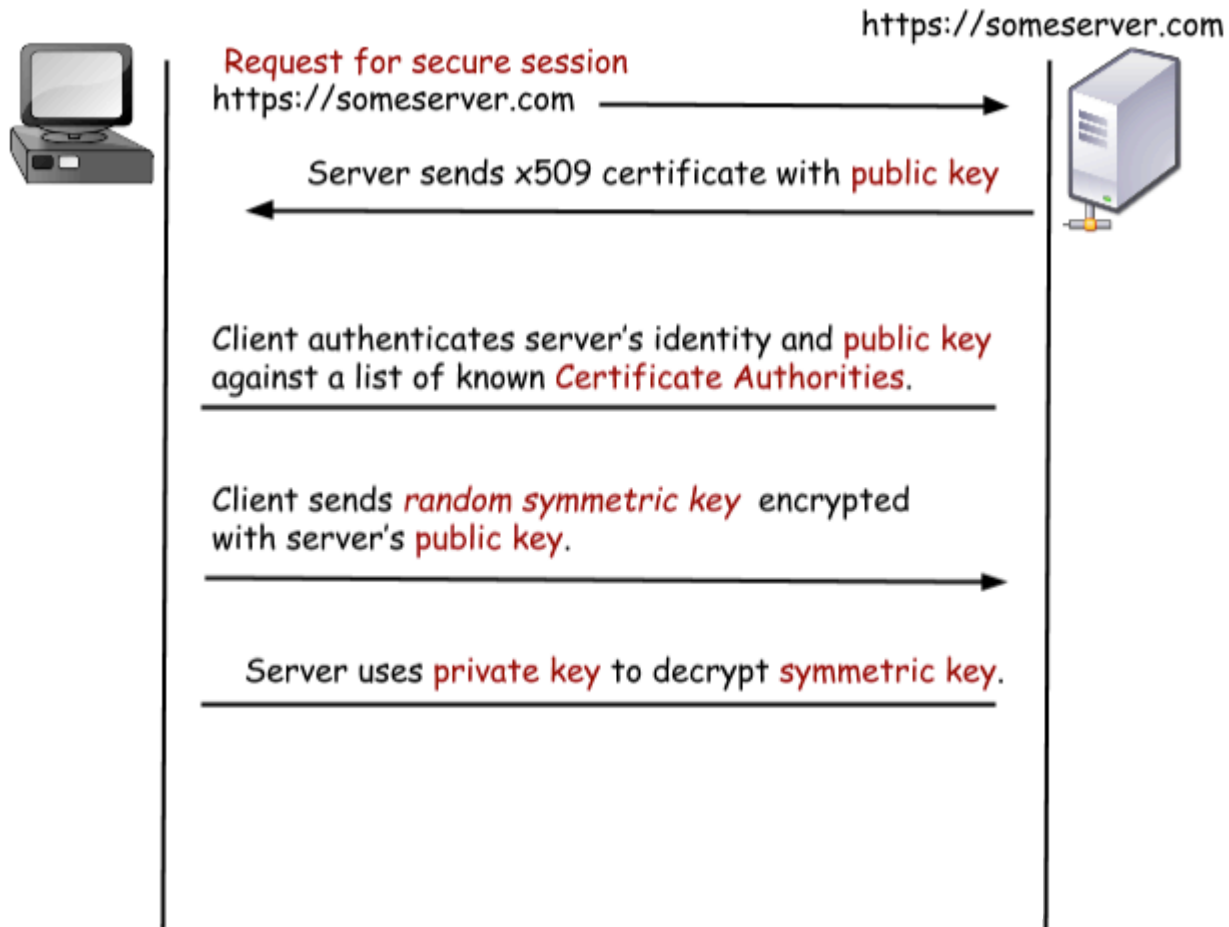 https://someserver.com
Request for secure session
https://someserver.com
Server sends x509 certificate with public key
Client authenticates server's identity and public key
against a list of known Certificate Authorities.
Client sends random symmetric key encrypted
with server's public key.
Server uses private key to decrypt symmetric key.